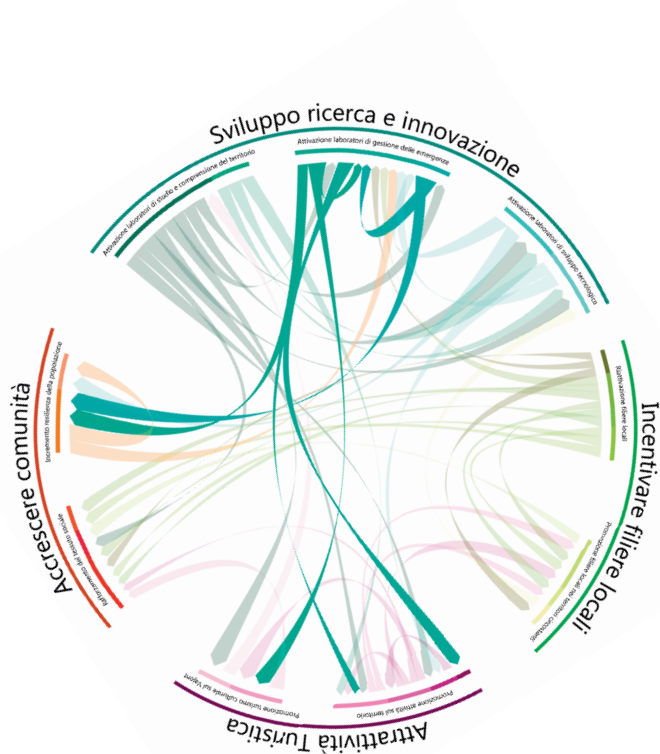 Sviluppo ricerca e innovazione
Attivazione laboratori di studio e comprensione del territorio
Attivazione laboratori di gestione delle emergenze
Attivazione laboratori di sviluppo tecnologico
Incentivare filiere locali
Riattivazione filiere locali
Promozione filiere locali nei territori circostanti
Attrattività Turistica
Promozione attività sul territorio
Promozione turismo culturale sul Vajont
Accrescere comunità
Rafforzamento del tessuto sociale
Incremento resilienza della popolazione